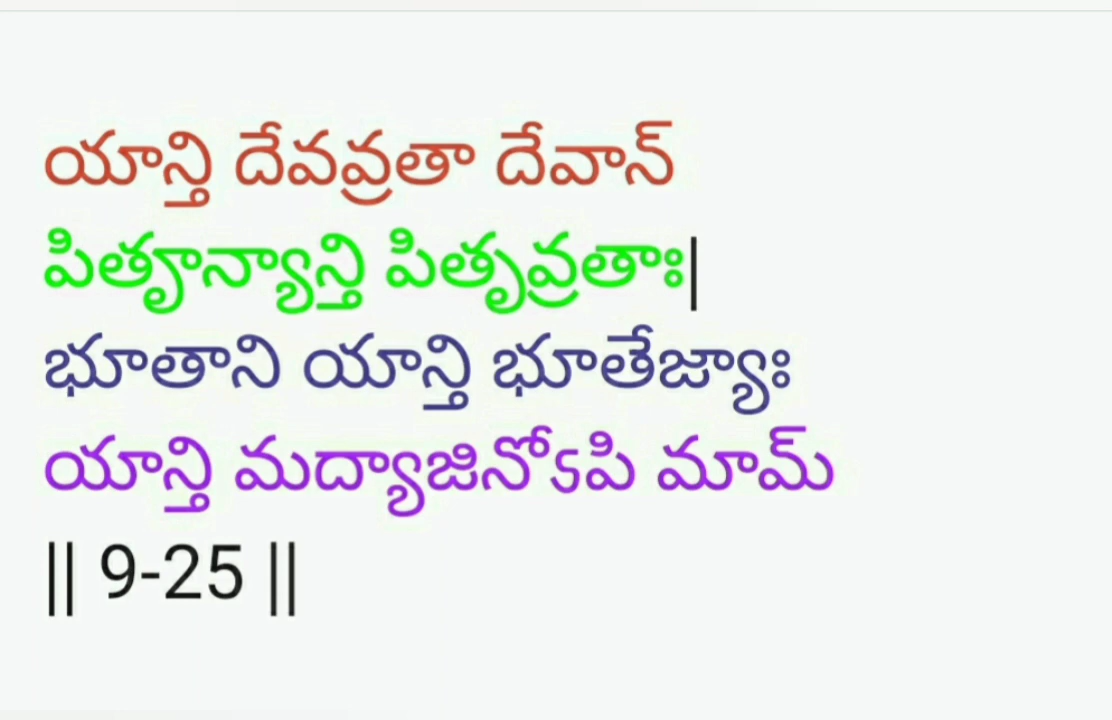 యాన్తి దేవవ్రతా దేవాన్
పితౄన్యాన్తి పితృవ్రతాః|
భూతాని యాన్తి భూతేజ్యాః
యాన్తి మద్యాజినోఽపి మామ్
|| 9-25 ||